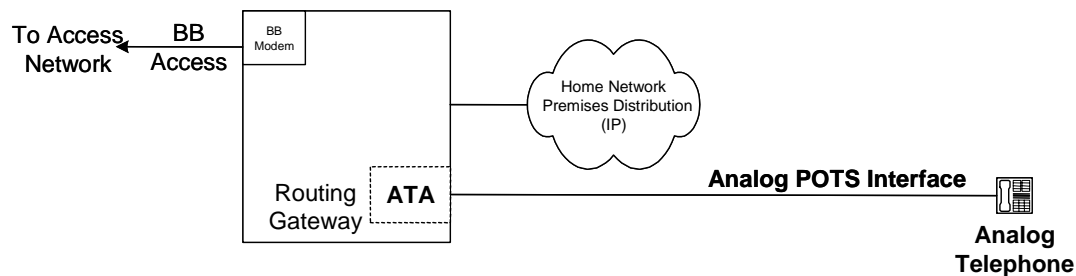 To Access
Network
BB
Access
BB
Modem
Home Network
Premises Distribution
(IP)
Routing
Gateway
ATA
Analog POTS Interface
Analog
Telephone